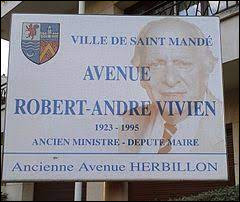 VILLE DE SAINT MANDÉ
AVENUE
ROBERT-ANDRE VIVIEN
1923 - 1995
ANCIEN MINISTRE - DEPUTE MAIRE
Ancienne Avenue HERBILLON